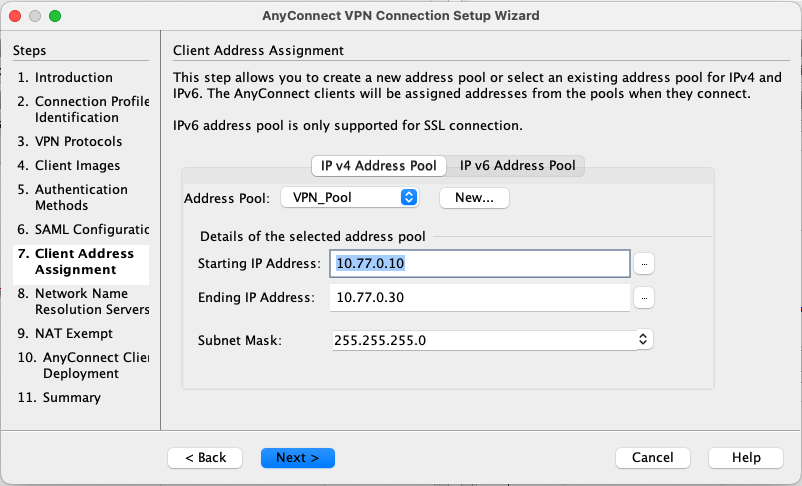 AnyConnect VPN Connection Setup Wizard
Steps
1. Introduction
2. Connection Profile
Identification
3. VPN Protocols
4. Client Images
5. Authentication
Methods
6. SAML Configuratic
7. Client Address
Assignment
8. Network Name
Resolution Servers
9. NAT Exempt
10. AnyConnect Clie
Deployment
11. Summary
Client Address Assignment
This step allows you to create a new address pool or select an existing address pool for IPv4 and
IPv6. The AnyConnect clients will be assigned addresses from the pools when they connect.
IPv6 address pool is only supported for SSL connection.
IP v4 Address Pool
IP v6 Address Pool
Address Pool:
VPN_Pool
New...
Details of the selected address pool
Starting IP Address:
10.77.0.10
...
Ending IP Address:
10.77.0.30
...
Subnet Mask:
255.255.255.0
< Back
Next >
Cancel
Help